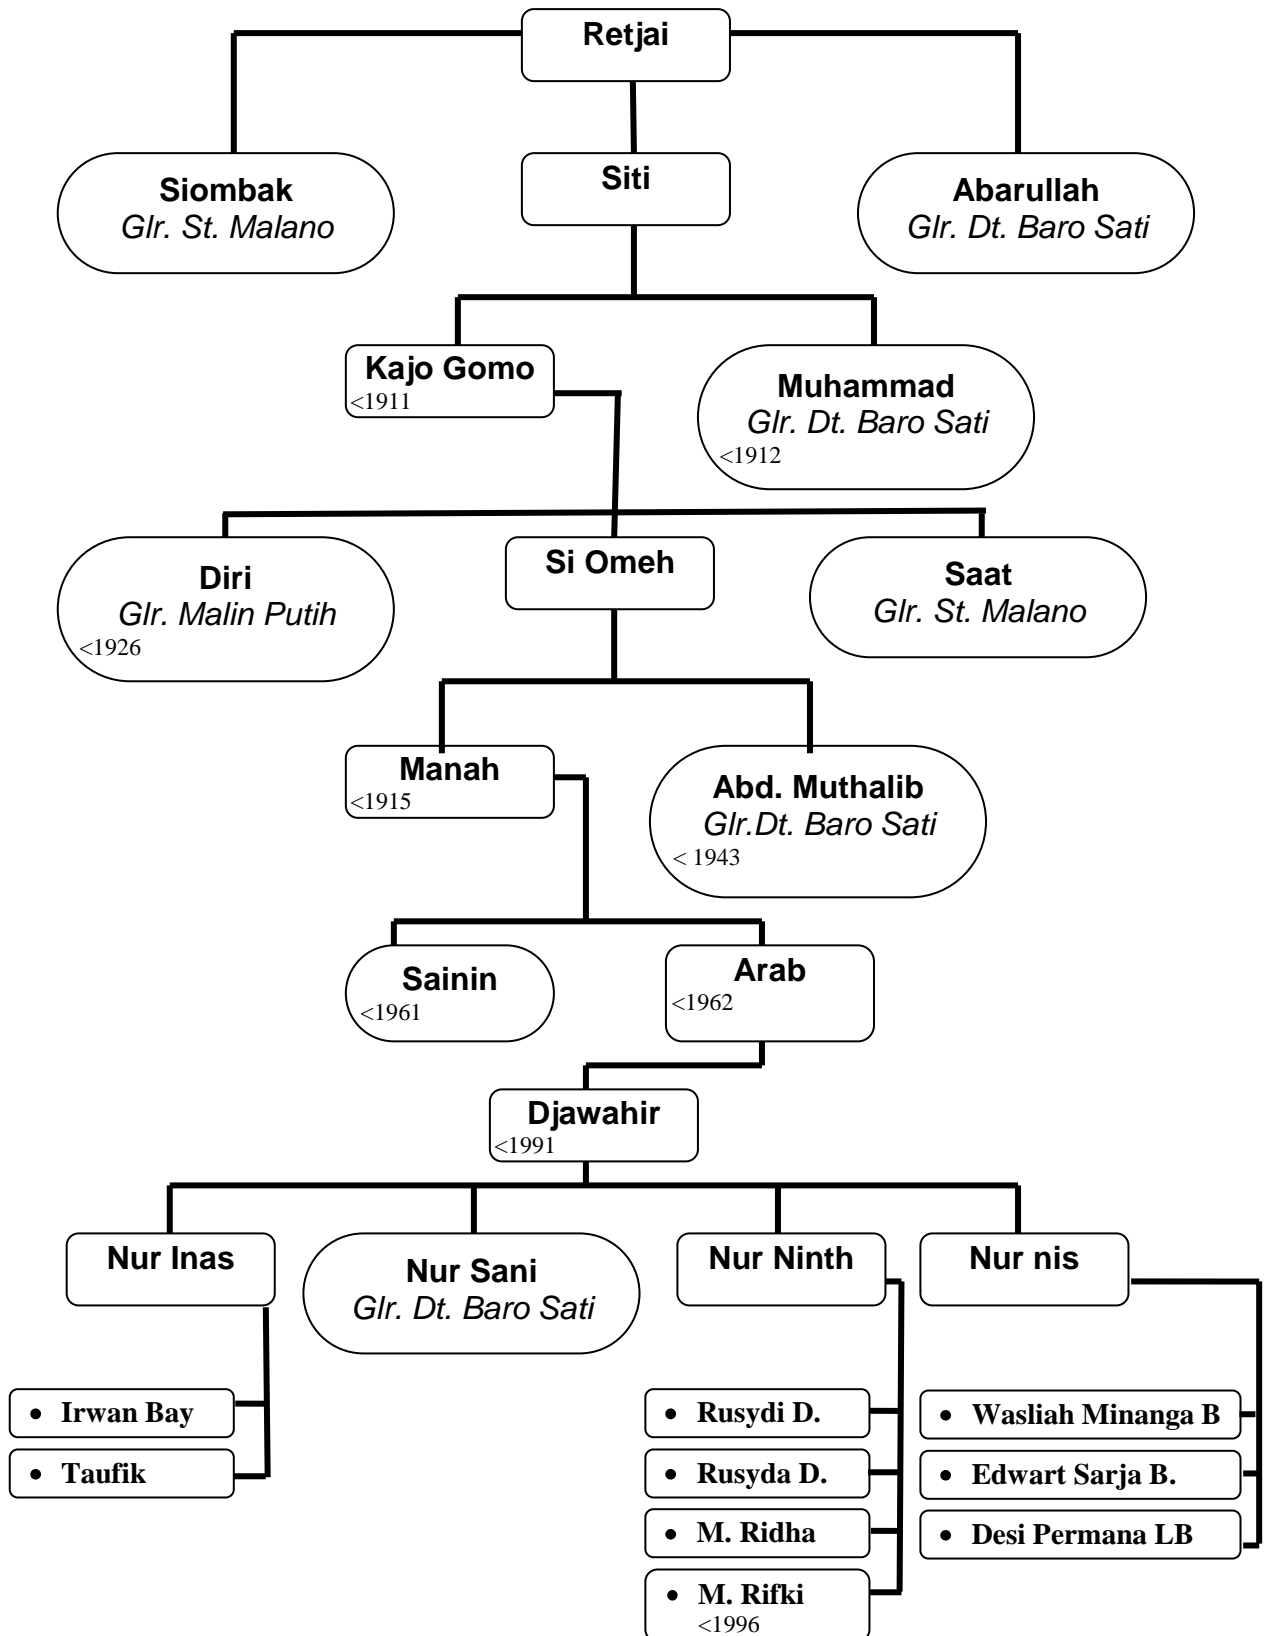 Retjai
Siombak
Glr. St. Malano
Siti
Abarullah
Glr. Dt. Baro Sati
Kajo Gomo
<1911
Muhammad
Glr. Dt. Baro Sati
<1912
Diri
Glr. Malin Putih
<1926
Si Omeh
Saat
Glr. St. Malano
Manah
<1915
Abd. Muthalib
Glr.Dt. Baro Sati
< 1943
Sainin
<1961
Arab
<1962
Djawahir
<1991
Nur Inas
Nur Sani
Glr. Dt. Baro Sati
Nur Ninth
Nur nis
• Irwan Bay
• Taufik
• Rusydi D.
• Rusyda D.
• M. Ridha
• M. Rifki
<1996
• Wasliah Minanga B
• Edwart Sarja B.
• Desi Permana LB